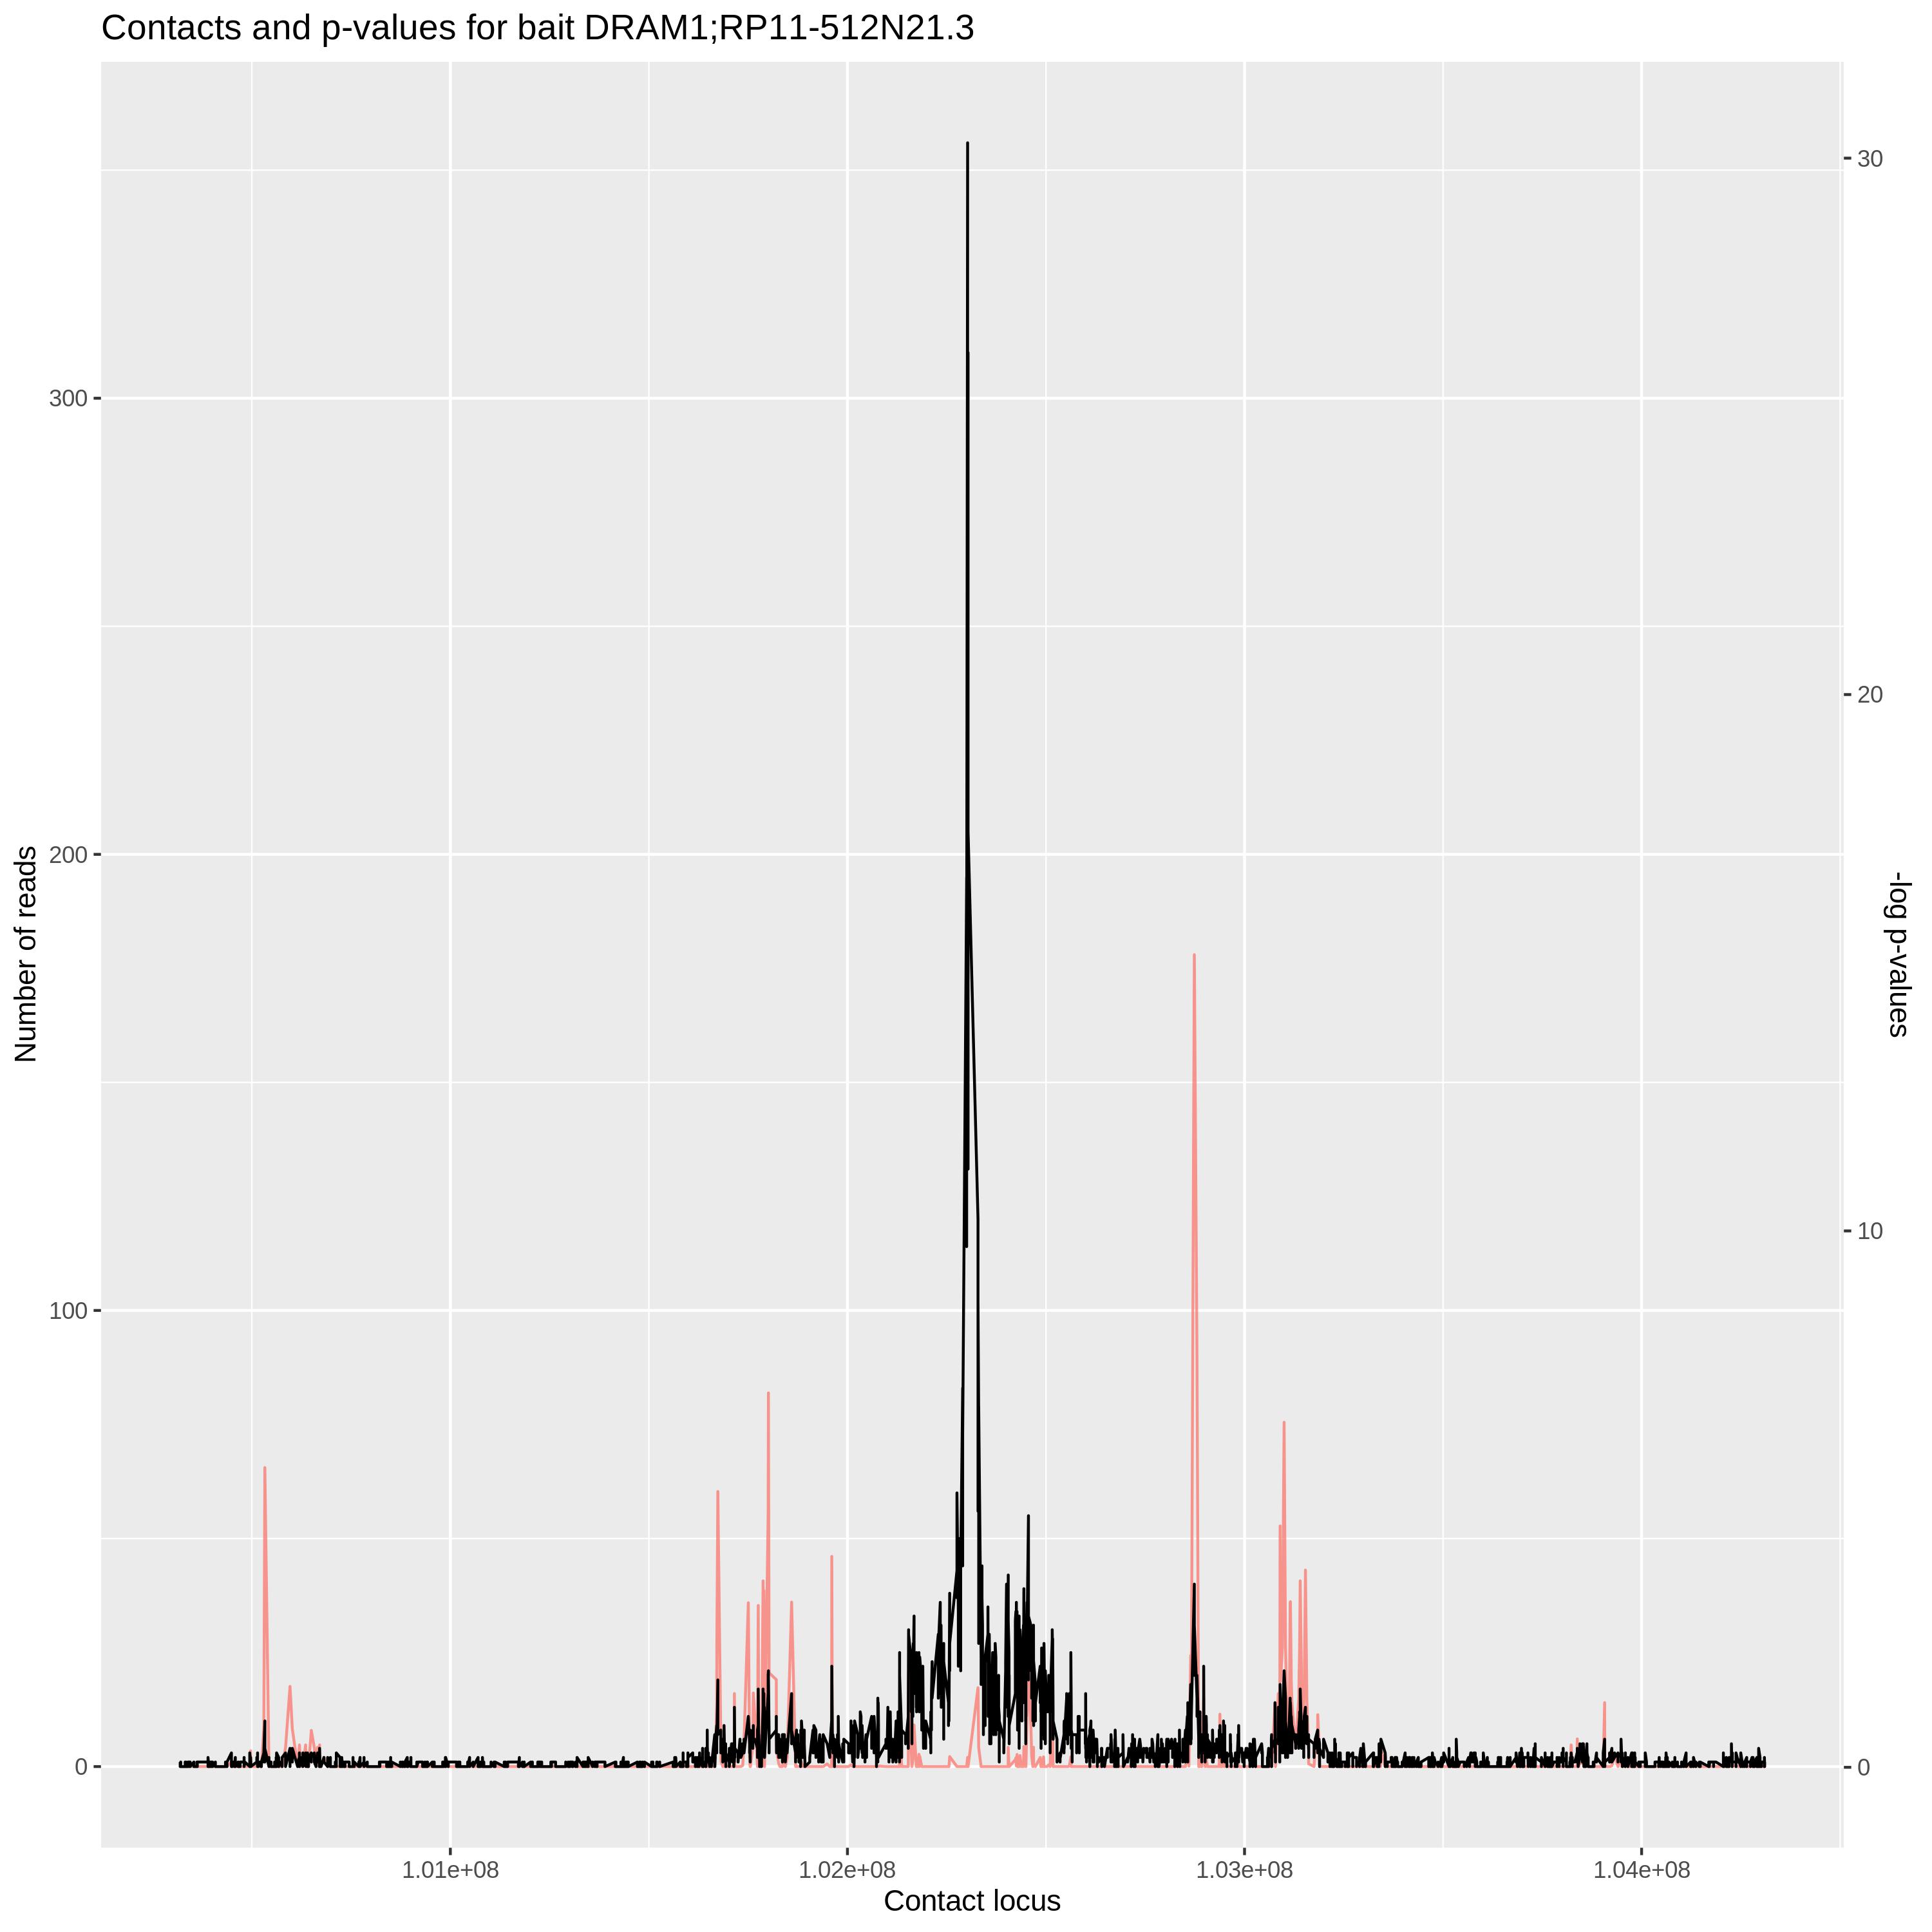 Contacts and p-values for bait DRAM1;RP11-512N21.3
Number of reads
300
200
100
0
30
20
10
0
-log p-values
1.01e+08 1.02e+08 1.03e+08 1.04e+08
Contact locus